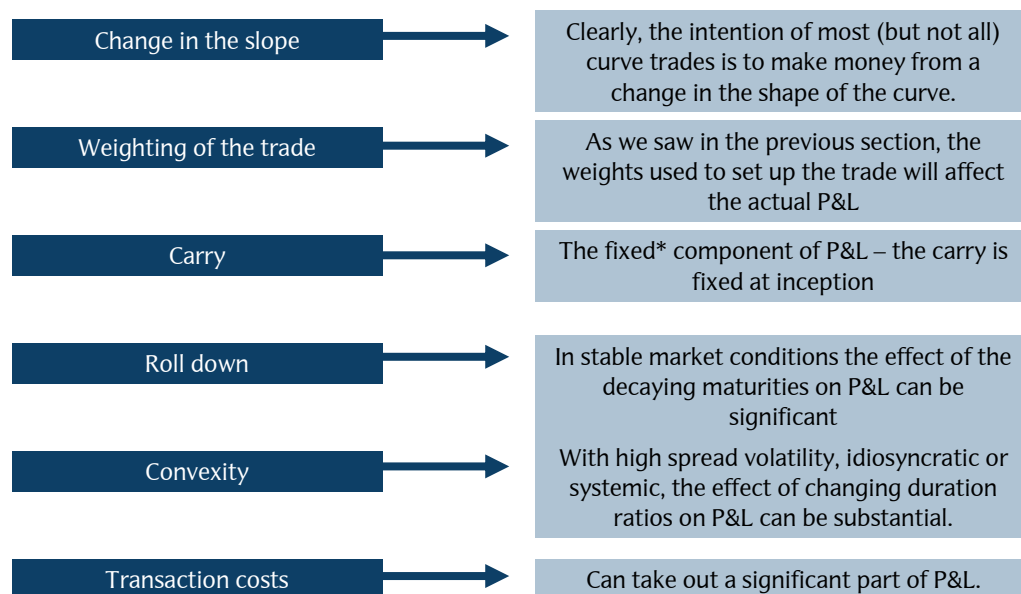 Change in the slope
Clearly, the intention of most (but not all)
curve trades is to make money from a
change in the shape of the curve.
Weighting of the trade
As we saw in the previous section, the
weights used to set up the trade will affect
the actual P&L
Carry
The fixed* component of P&L – the carry is
fixed at inception
Roll down
In stable market conditions the effect of the
decaying maturities on P&L can be
significant
Convexity
With high spread volatility, idiosyncratic or
systemic, the effect of changing duration
ratios on P&L can be substantial.
Transaction costs
Can take out a significant part of P&L.